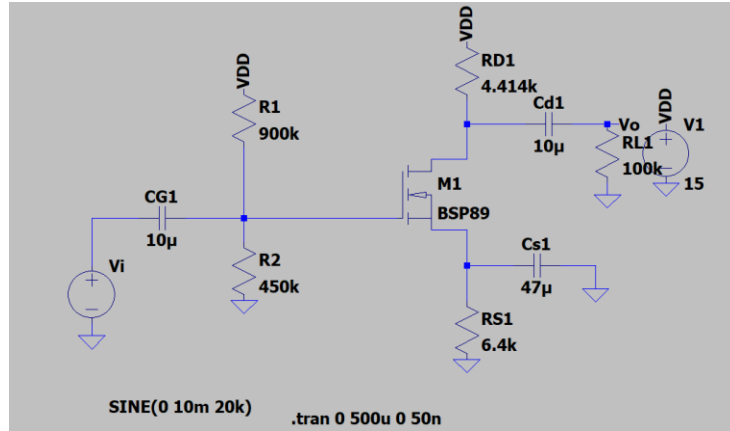 VDD
RD1
4.414k
VDD
R1
900k
Cd1
10µ
Vo
RL1
100k
VDD
V1
15
M1
BSP89
CG1
10µ
Vi
R2
450k
Cs1
47µ
RS1
6.4k
SINE(0 10m 20k)
.tran 0 500u 0 50n